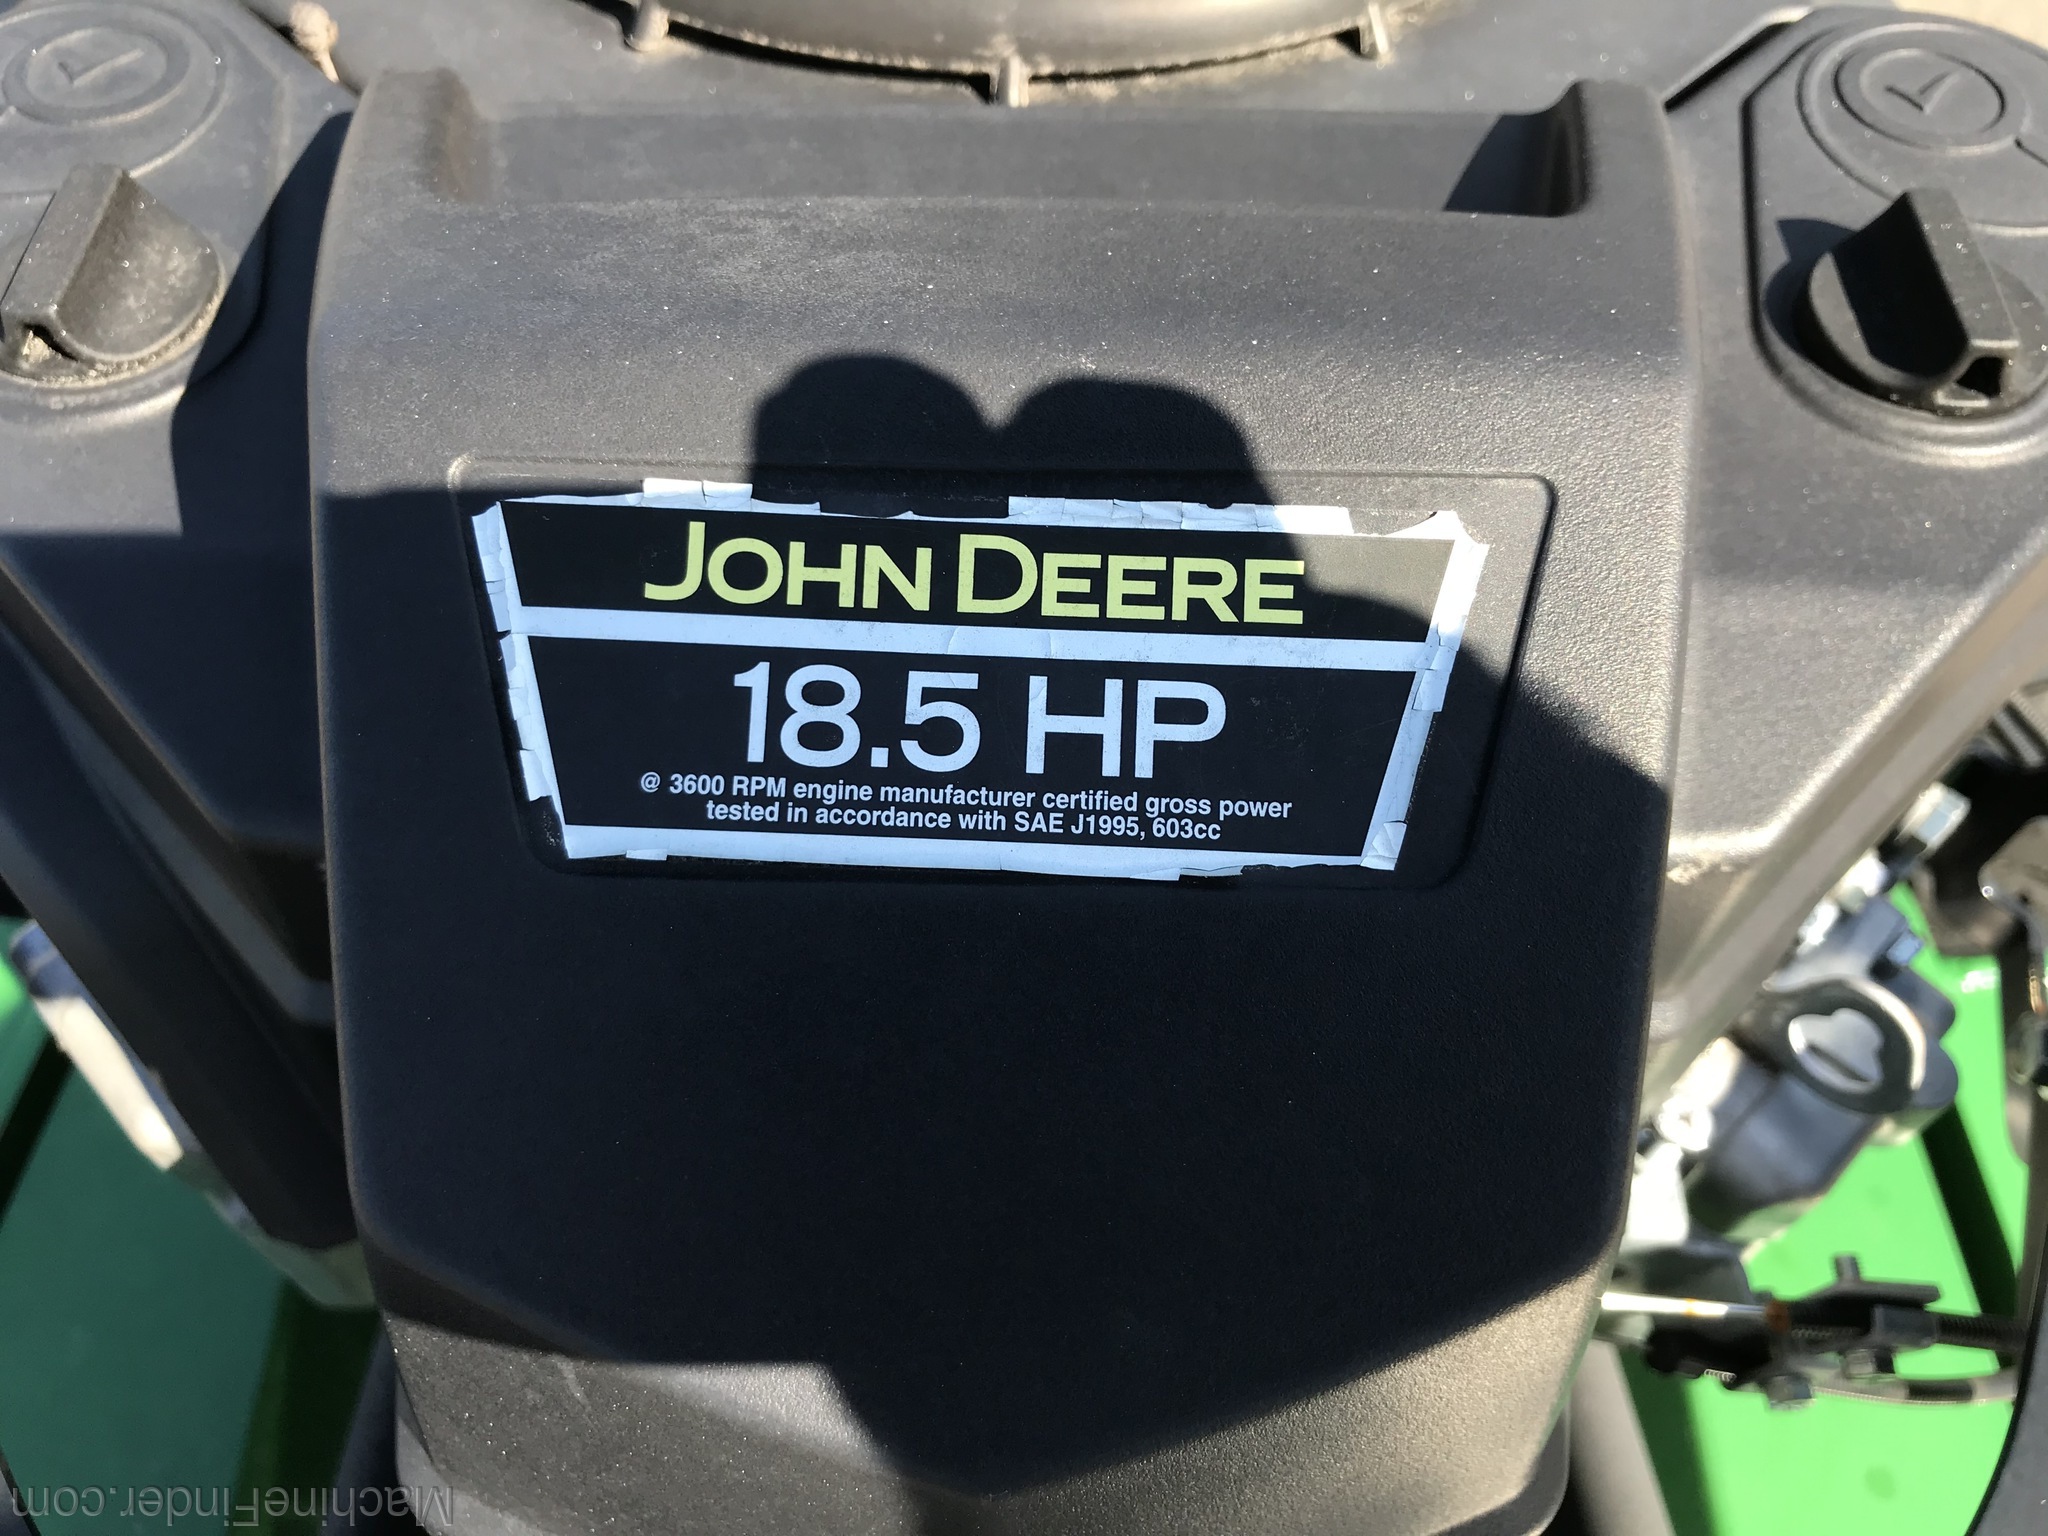 JOHN DEERE
18.5 HP
@ 3600 RPM engine manufacturer certified gross power
tested in accordance with SAE J1995, 603cc
MachineFinder.com